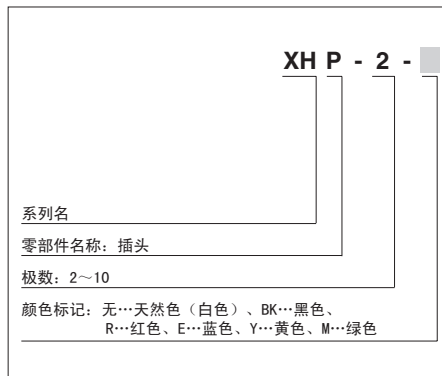 XH P - 2 -
系列名
零部件名称：插头
极数：2～10
颜色标记：无…天然色（白色）、BK…黑色、
R…红色、E…蓝色、Y…黄色、M…绿色